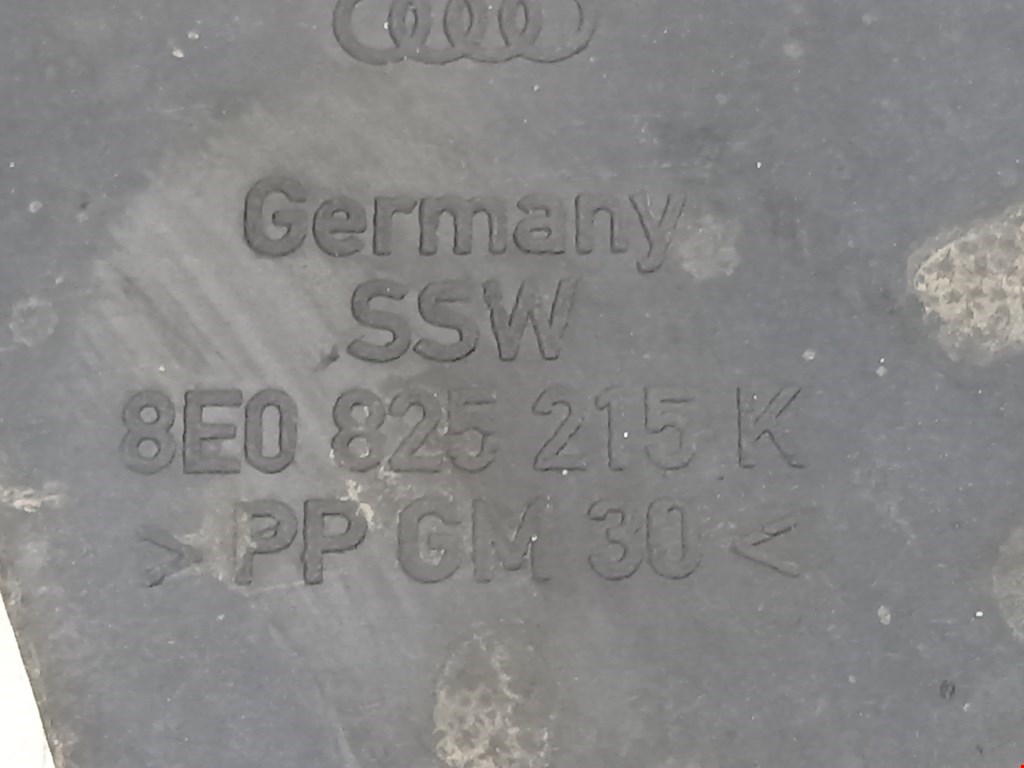 Germany
SSW
8E0 825 215 K
> PP GM 30 <